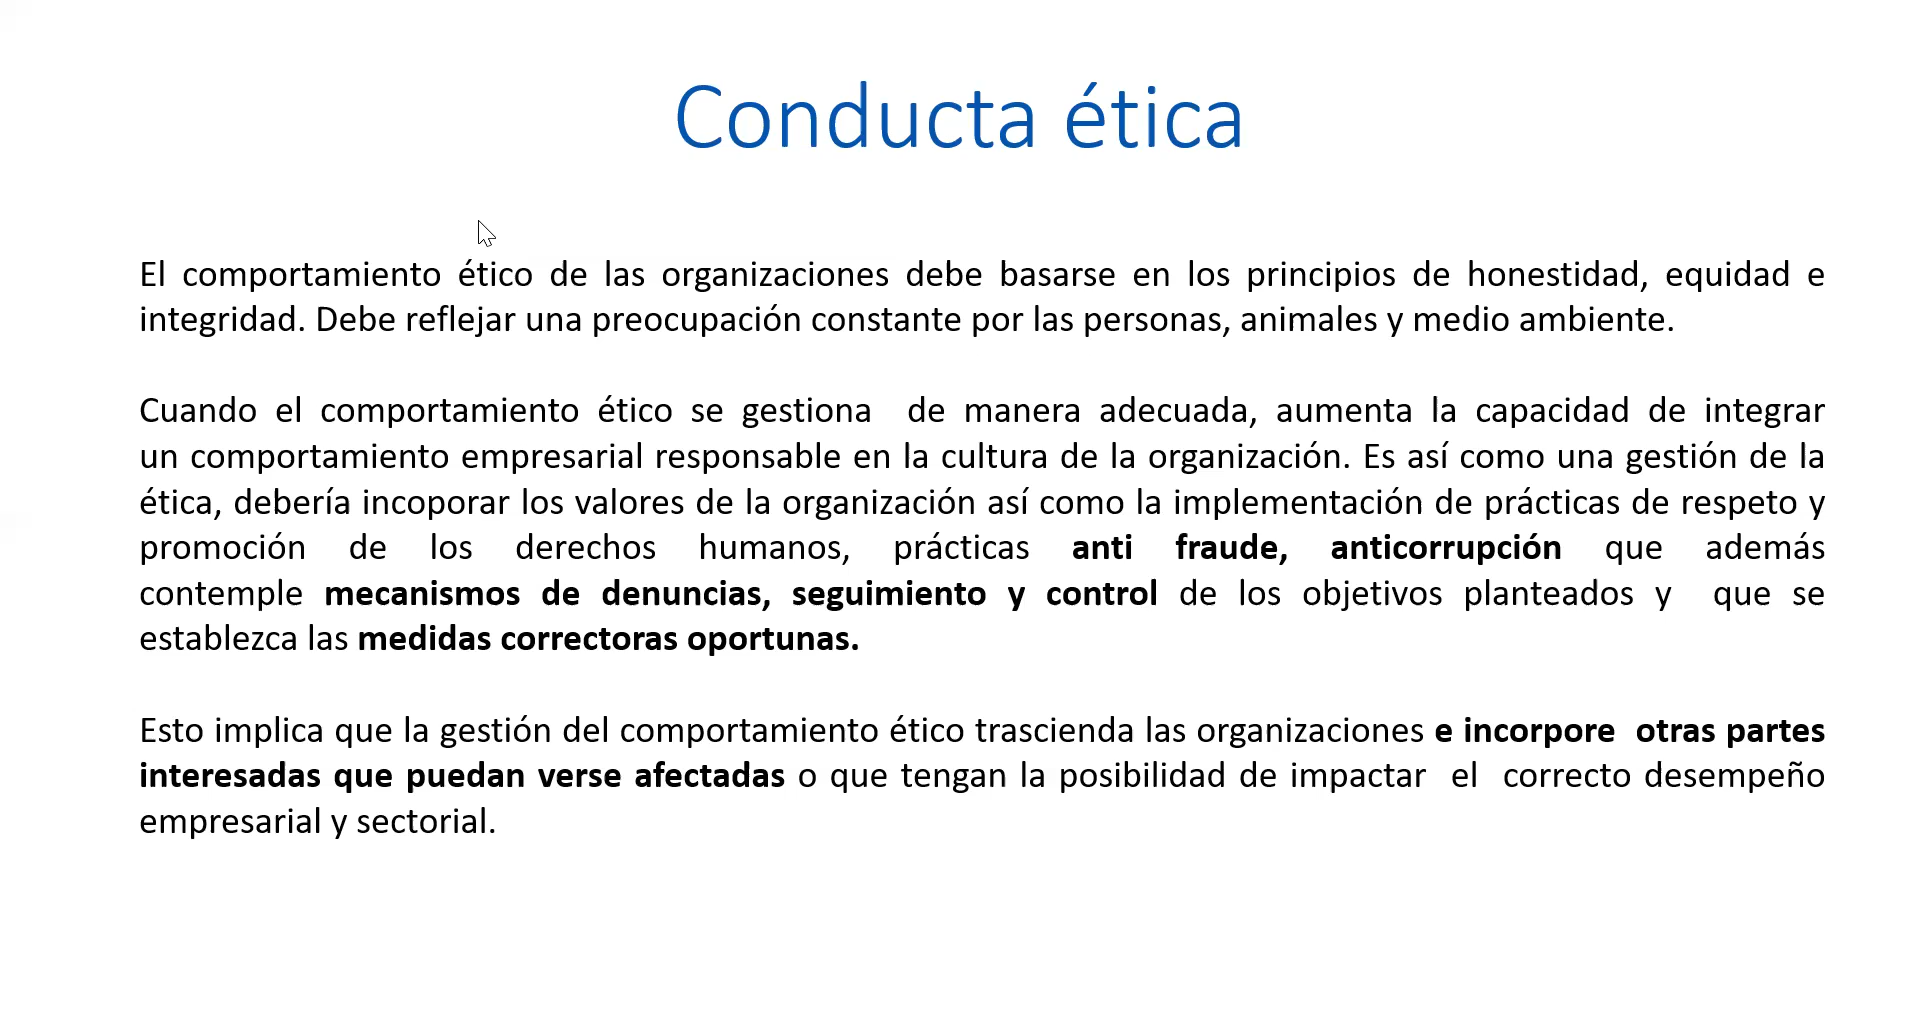 Conducta ética
El comportamiento ético de las organizaciones debe basarse en los principios de honestidad, equidad e
integridad. Debe reflejar una preocupación constante por las personas, animales y medio ambiente.
Cuando el comportamiento ético se gestiona de manera adecuada, aumenta la capacidad de integrar
un comportamiento empresarial responsable en la cultura de la organización. Es así como una gestión de la
ética, debería incoporar los valores de la organización así como la implementación de prácticas de respeto y
promoción de los derechos humanos, prácticas anti fraude, anticorrupción que además
contemple mecanismos de denuncias, seguimiento y control de los objetivos planteados y que se
establezca las medidas correctoras oportunas.
Esto implica que la gestión del comportamiento ético trascienda las organizaciones e incorpore otras partes
interesadas que puedan verse afectadas o que tengan la posibilidad de impactar el correcto desempeño
empresarial y sectorial.